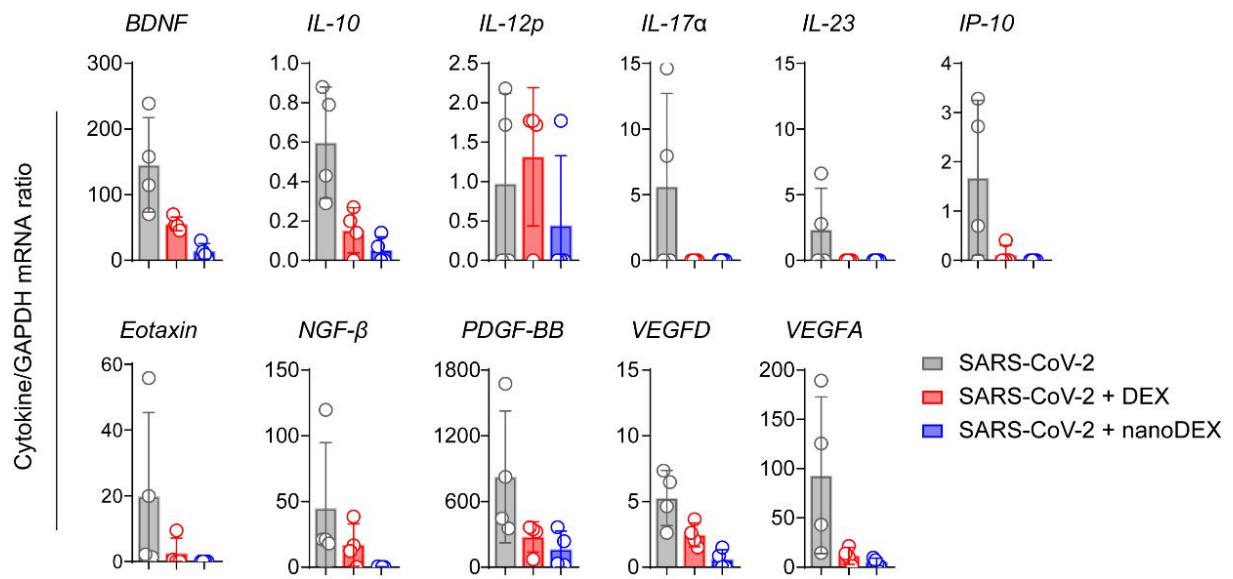 BDNF IL-10 IL-12p IL-17α IL-23 IP-10
300 200 100 0
1.0 0.8 0.6 0.4 0.2 0.0
2.5 2.0 1.5 1.0 0.5 0.0
15 10 5 0
15 10 5 0
4 3 2 1 0
Cytokine/GAPDH mRNA ratio
Eotaxin NGF-β PDGF-BB VEGFD VEGFA
60 40 20 0
150 100 50 0
1800 1200 600 0
15 10 5 0
200 150 100 50 0
SARS-CoV-2
SARS-CoV-2 + DEX
SARS-CoV-2 + nanoDEX